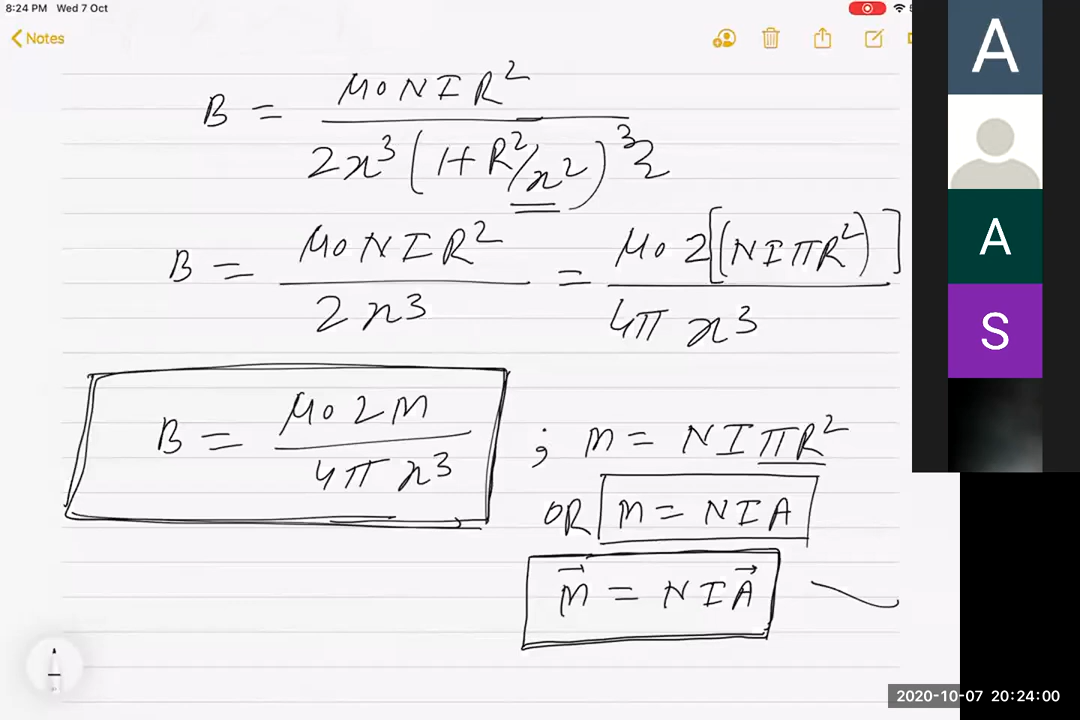 8:24 PM Wed 7 Oct
Notes
B = μ0NIR² / 2x³(1+R²/x²)^3/2
B = μ0NIR² / 2x³ = μ0 2[(NIπR²)] / 4π x³
B = μ0 2M / 4π x³ ; m = NIπR²
OR m = NIA
m⃗ = NIA⃗
A
A
S
2020-10-07 20:24:00